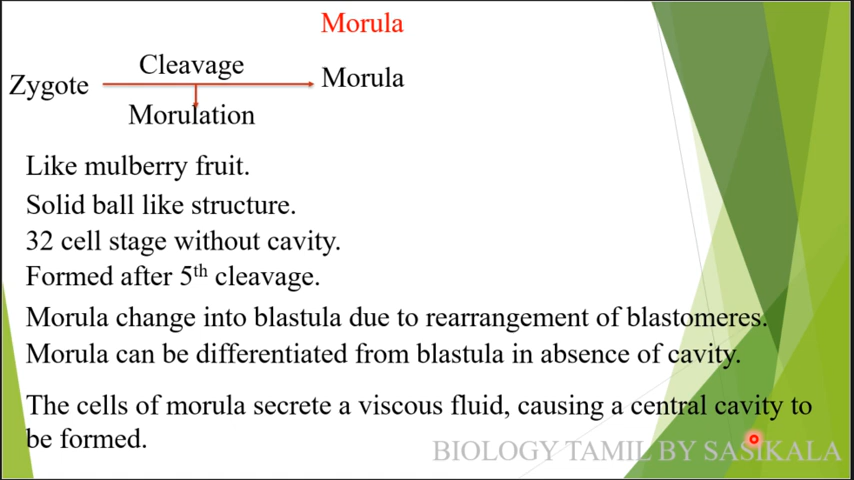 Morula
Cleavage
Zygote
Morula
Morulation
Like mulberry fruit.
Solid ball like structure.
32 cell stage without cavity.
Formed after 5th cleavage.
Morula change into blastula due to rearrangement of blastomeres.
Morula can be differentiated from blastula in absence of cavity.
The cells of morula secrete a viscous fluid, causing a central cavity to
be formed.
BIOLOGY TAMIL BY SASIKALA